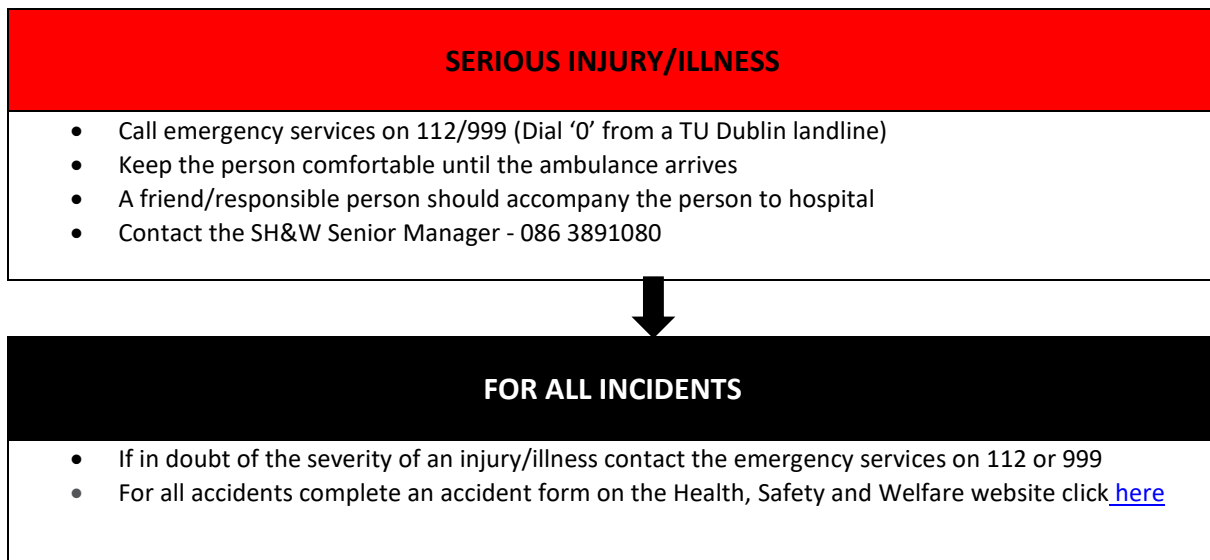 SERIOUS INJURY/ILLNESS
• Call emergency services on 112/999 (Dial ‘0’ from a TU Dublin landline)
• Keep the person comfortable until the ambulance arrives
• A friend/responsible person should accompany the person to hospital
• Contact the SH&W Senior Manager - 086 3891080
FOR ALL INCIDENTS
• If in doubt of the severity of an injury/illness contact the emergency services on 112 or 999
• For all accidents complete an accident form on the Health, Safety and Welfare website click here